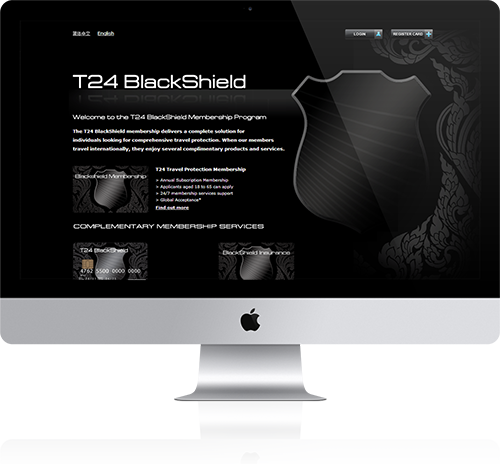 English
LOGIN
REGISTER CARD
T24 BlackShield
Welcome to the T24 BlackShield Membership Program
The T24 BlackShield membership delivers a complete solution for
individuals looking for comprehensive travel protection. When our members
travel internationally, they enjoy several complimentary products and services.
Blackshield Membership
T24 Travel Protection Membership
» Annual Subscription Membership
» Applicants aged 18 to 65 can apply
» 24/7 membership services support
» Global Acceptance*
Find out more
COMPLEMENTARY MEMBERSHIP SERVICES
T24 BlackShield
4762 5500 0000 0000
BlackShield Insurance